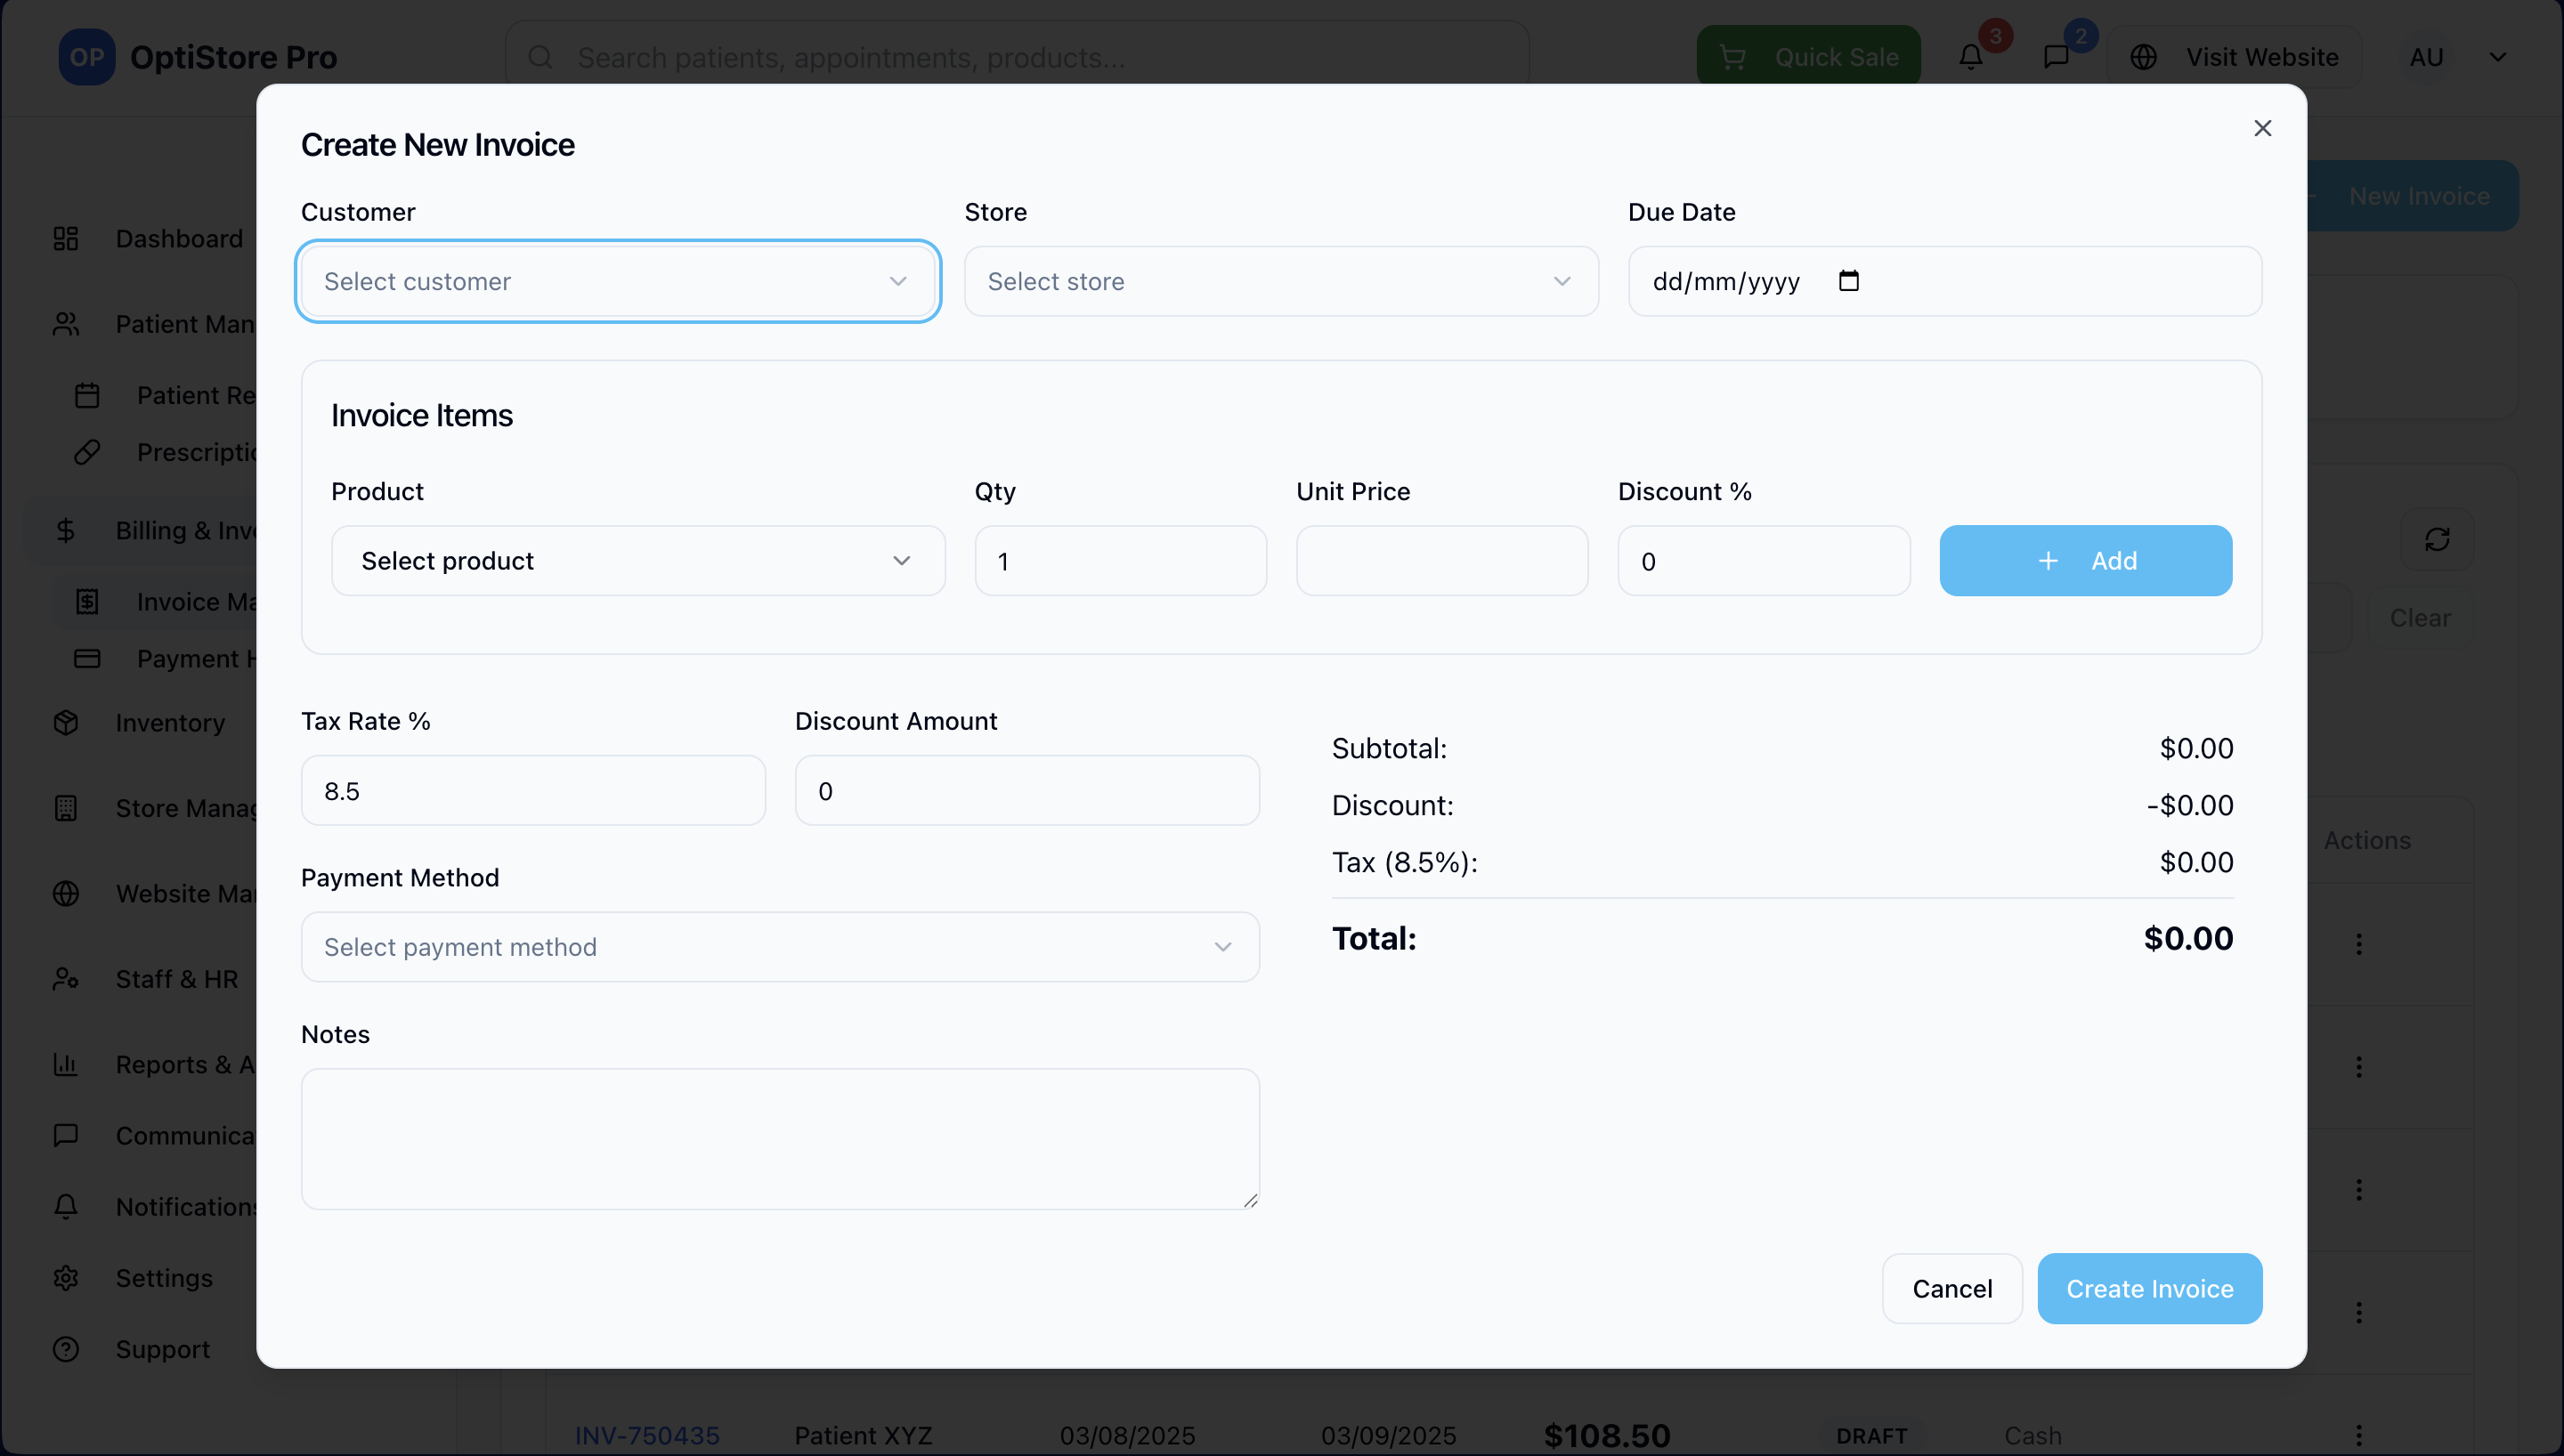 OP OptiStore Pro
Search patients, appointments, products...
Quick Sale
3
2
Visit Website
AU
Create New Invoice
New Invoice
Customer Store Due Date
Select customer Select store dd/mm/yyyy
Dashboard
Patient Man
Patient Re
Prescriptio
Billing & Inv
Invoice Ma
Payment H
Inventory
Store Manag
Website Ma
Staff & HR
Reports & A
Communica
Notifications
Settings
Support
Invoice Items
Product Qty Unit Price Discount %
Select product 1 0 + Add
Clear
Tax Rate % Discount Amount
8.5 0
Payment Method
Select payment method
Notes
Subtotal: $0.00
Discount: -$0.00
Tax (8.5%): $0.00
Total: $0.00
Actions
Cancel Create Invoice
INV-750435 Patient XYZ 03/08/2025 03/09/2025 $108.50 DRAFT Cash